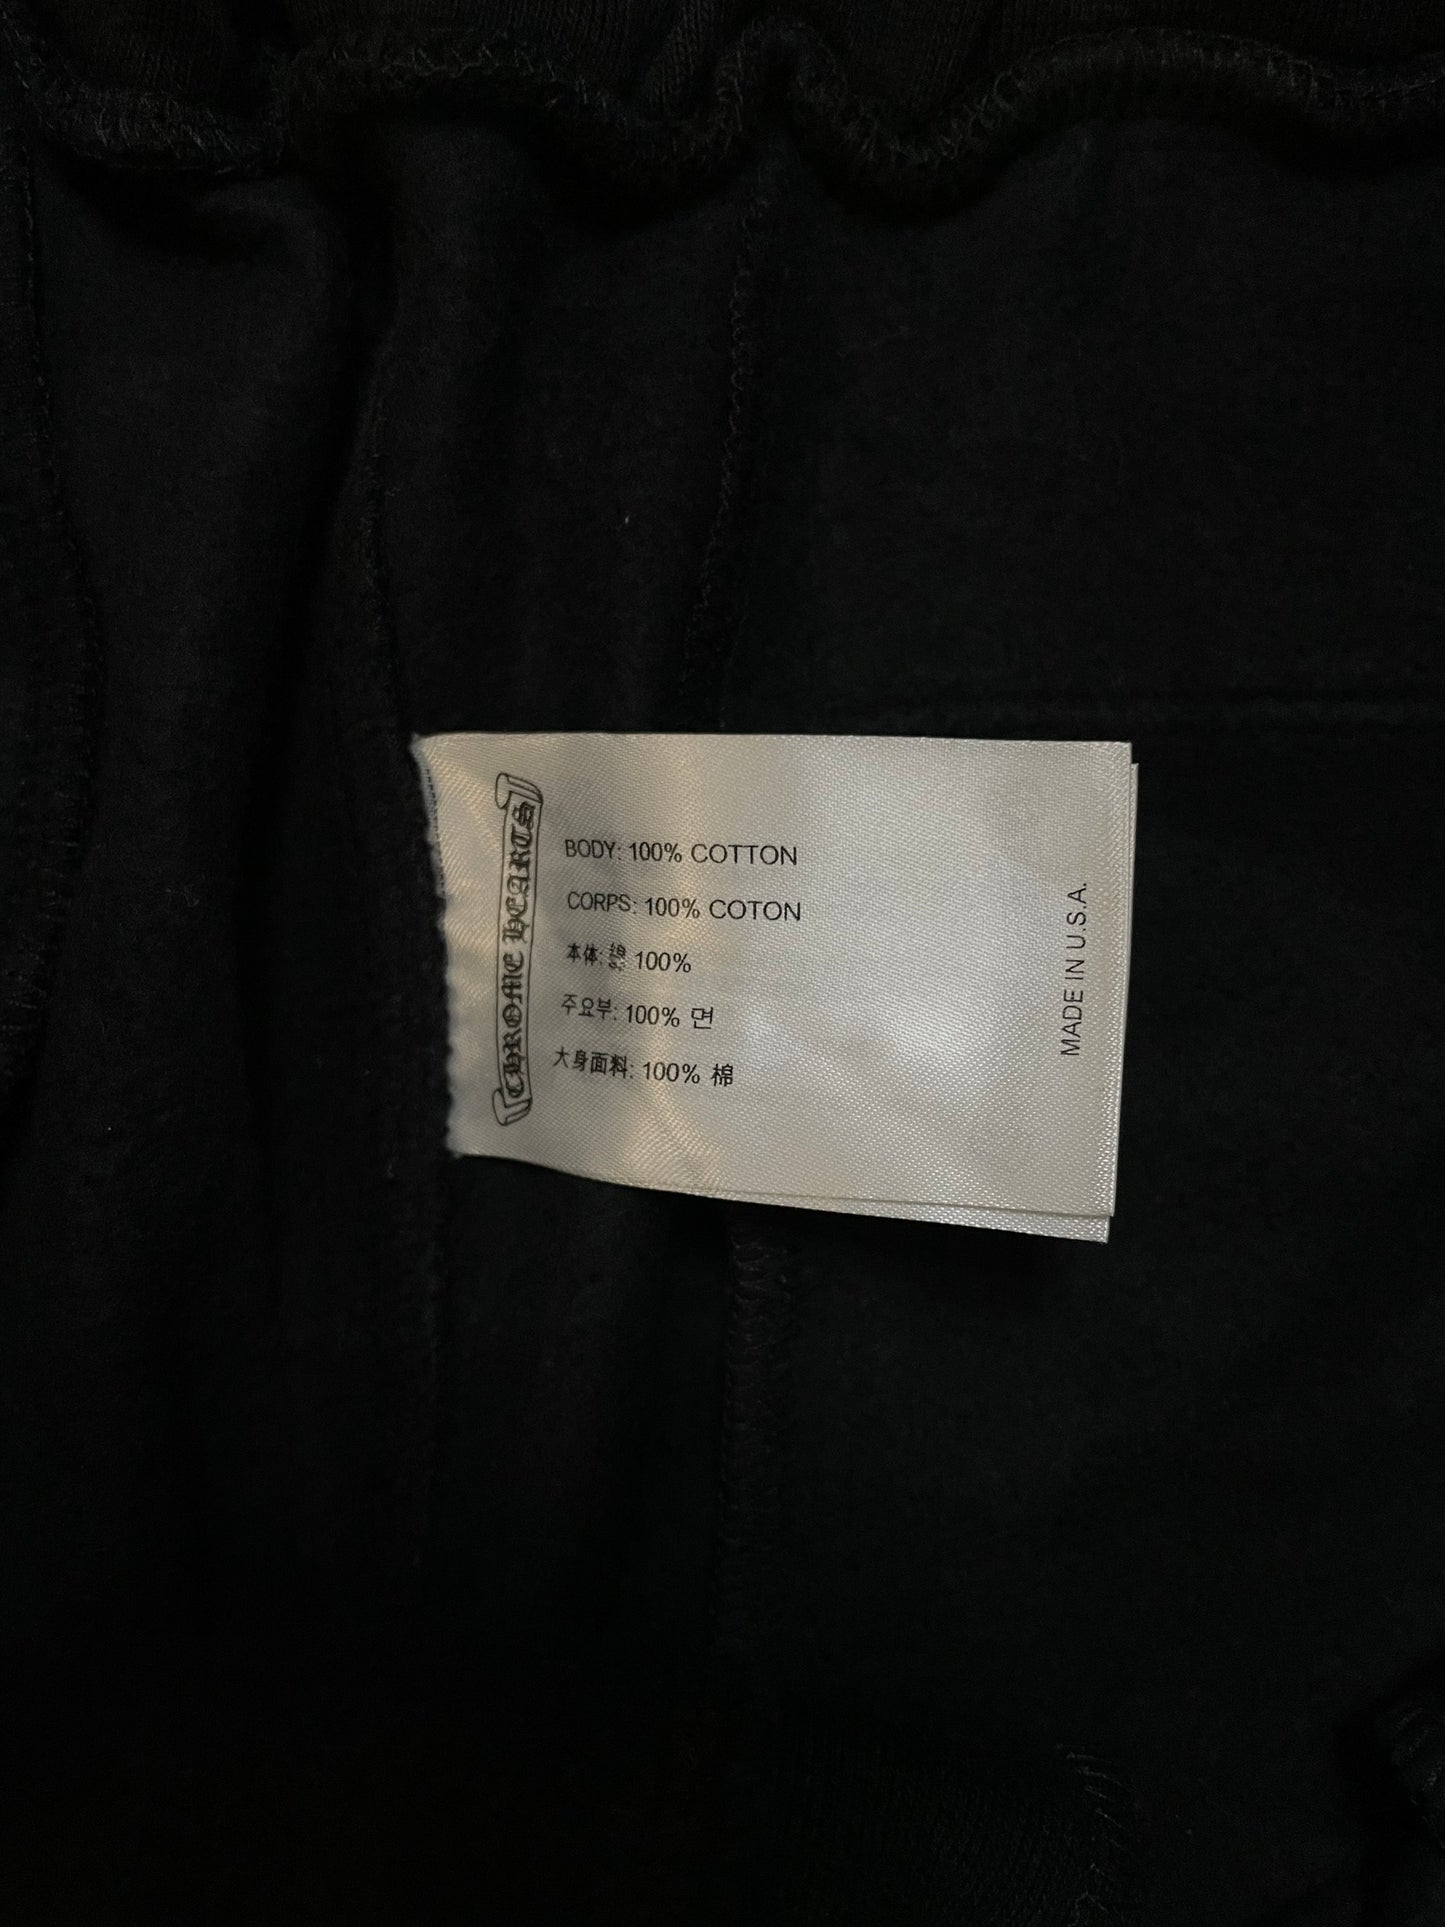 CHROME HEARTS
BODY: 100% COTTON
CORPS: 100% COTON
本体: 綿 100%
주요부: 100% 면
大身面料: 100% 棉
MADE IN U.S.A.